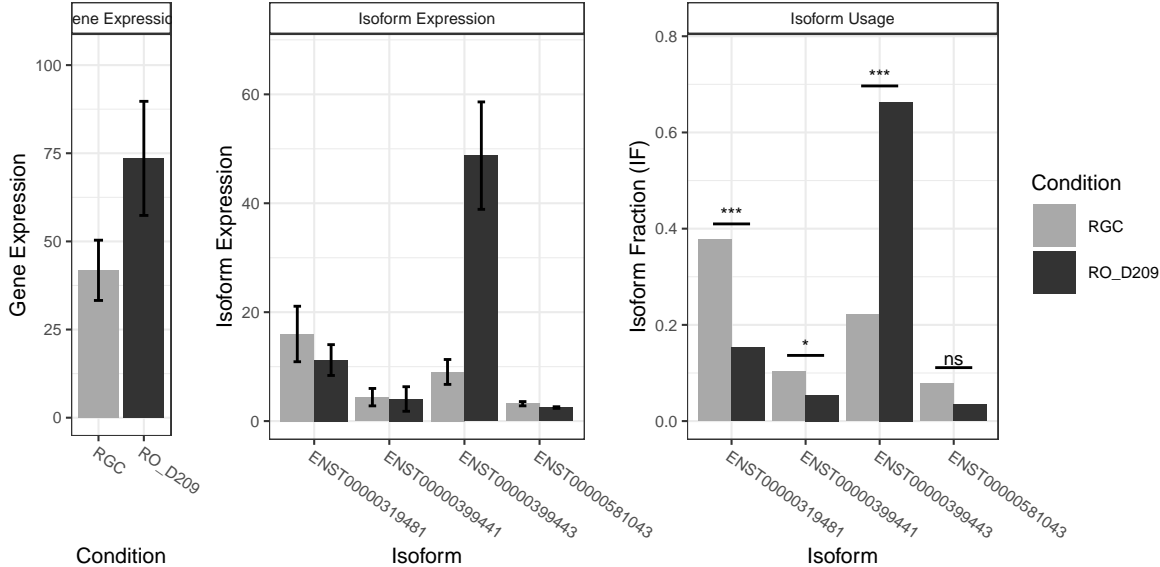 ene Expressio
Gene Expression
100
75
50
25
0
RGC
RO_D209
Condition
Isoform Expression
Isoform Expression
60
40
20
0
ENST00000319481
ENST00000399441
ENST00000399443
ENST00000581043
Isoform
Isoform Usage
Isoform Fraction (IF)
0.8
0.6
0.4
0.2
0.0
***
*
***
ns
ENST00000319481
ENST00000399441
ENST00000399443
ENST00000581043
Isoform
Condition
RGC
RO_D209